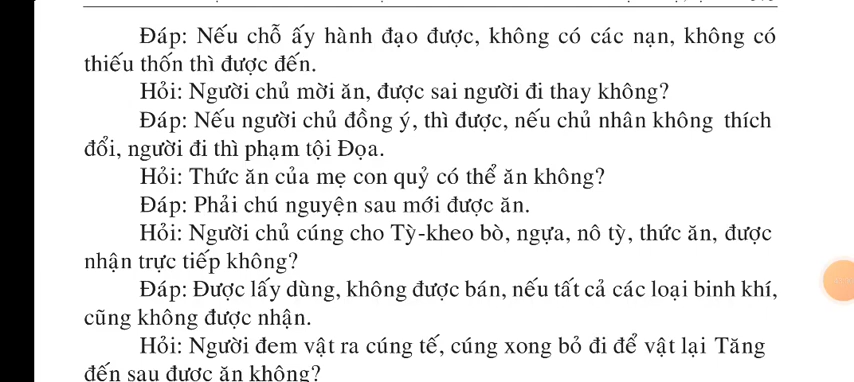 Đáp: Nếu chỗ ấy hành đạo được, không có các nạn, không có
thiếu thốn thì được đến.
Hỏi: Người chủ mời ăn, được sai người đi thay không?
Đáp: Nếu người chủ đồng ý, thì được, nếu chủ nhân không thích
đổi, người đi thì phạm tội Đọa.
Hỏi: Thức ăn của mẹ con quỷ có thể ăn không?
Đáp: Phải chú nguyện sau mới được ăn.
Hỏi: Người chủ cúng cho Tỳ-kheo bò, ngựa, nô tỳ, thức ăn, được
nhận trực tiếp không?
Đáp: Được lấy dùng, không được bán, nếu tất cả các loại binh khí,
cũng không được nhận.
Hỏi: Người đem vật ra cúng tế, cúng xong bỏ đi để vật lại Tăng
đến sau được ăn không?